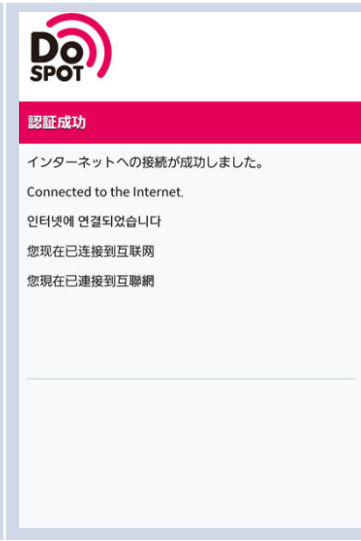 Do
SPOT
認証成功
インターネットへの接続が成功しました。
Connected to the Internet.
인터넷에 연결되었습니다
您现在已连接到互联网
您現在已連接到互聯網